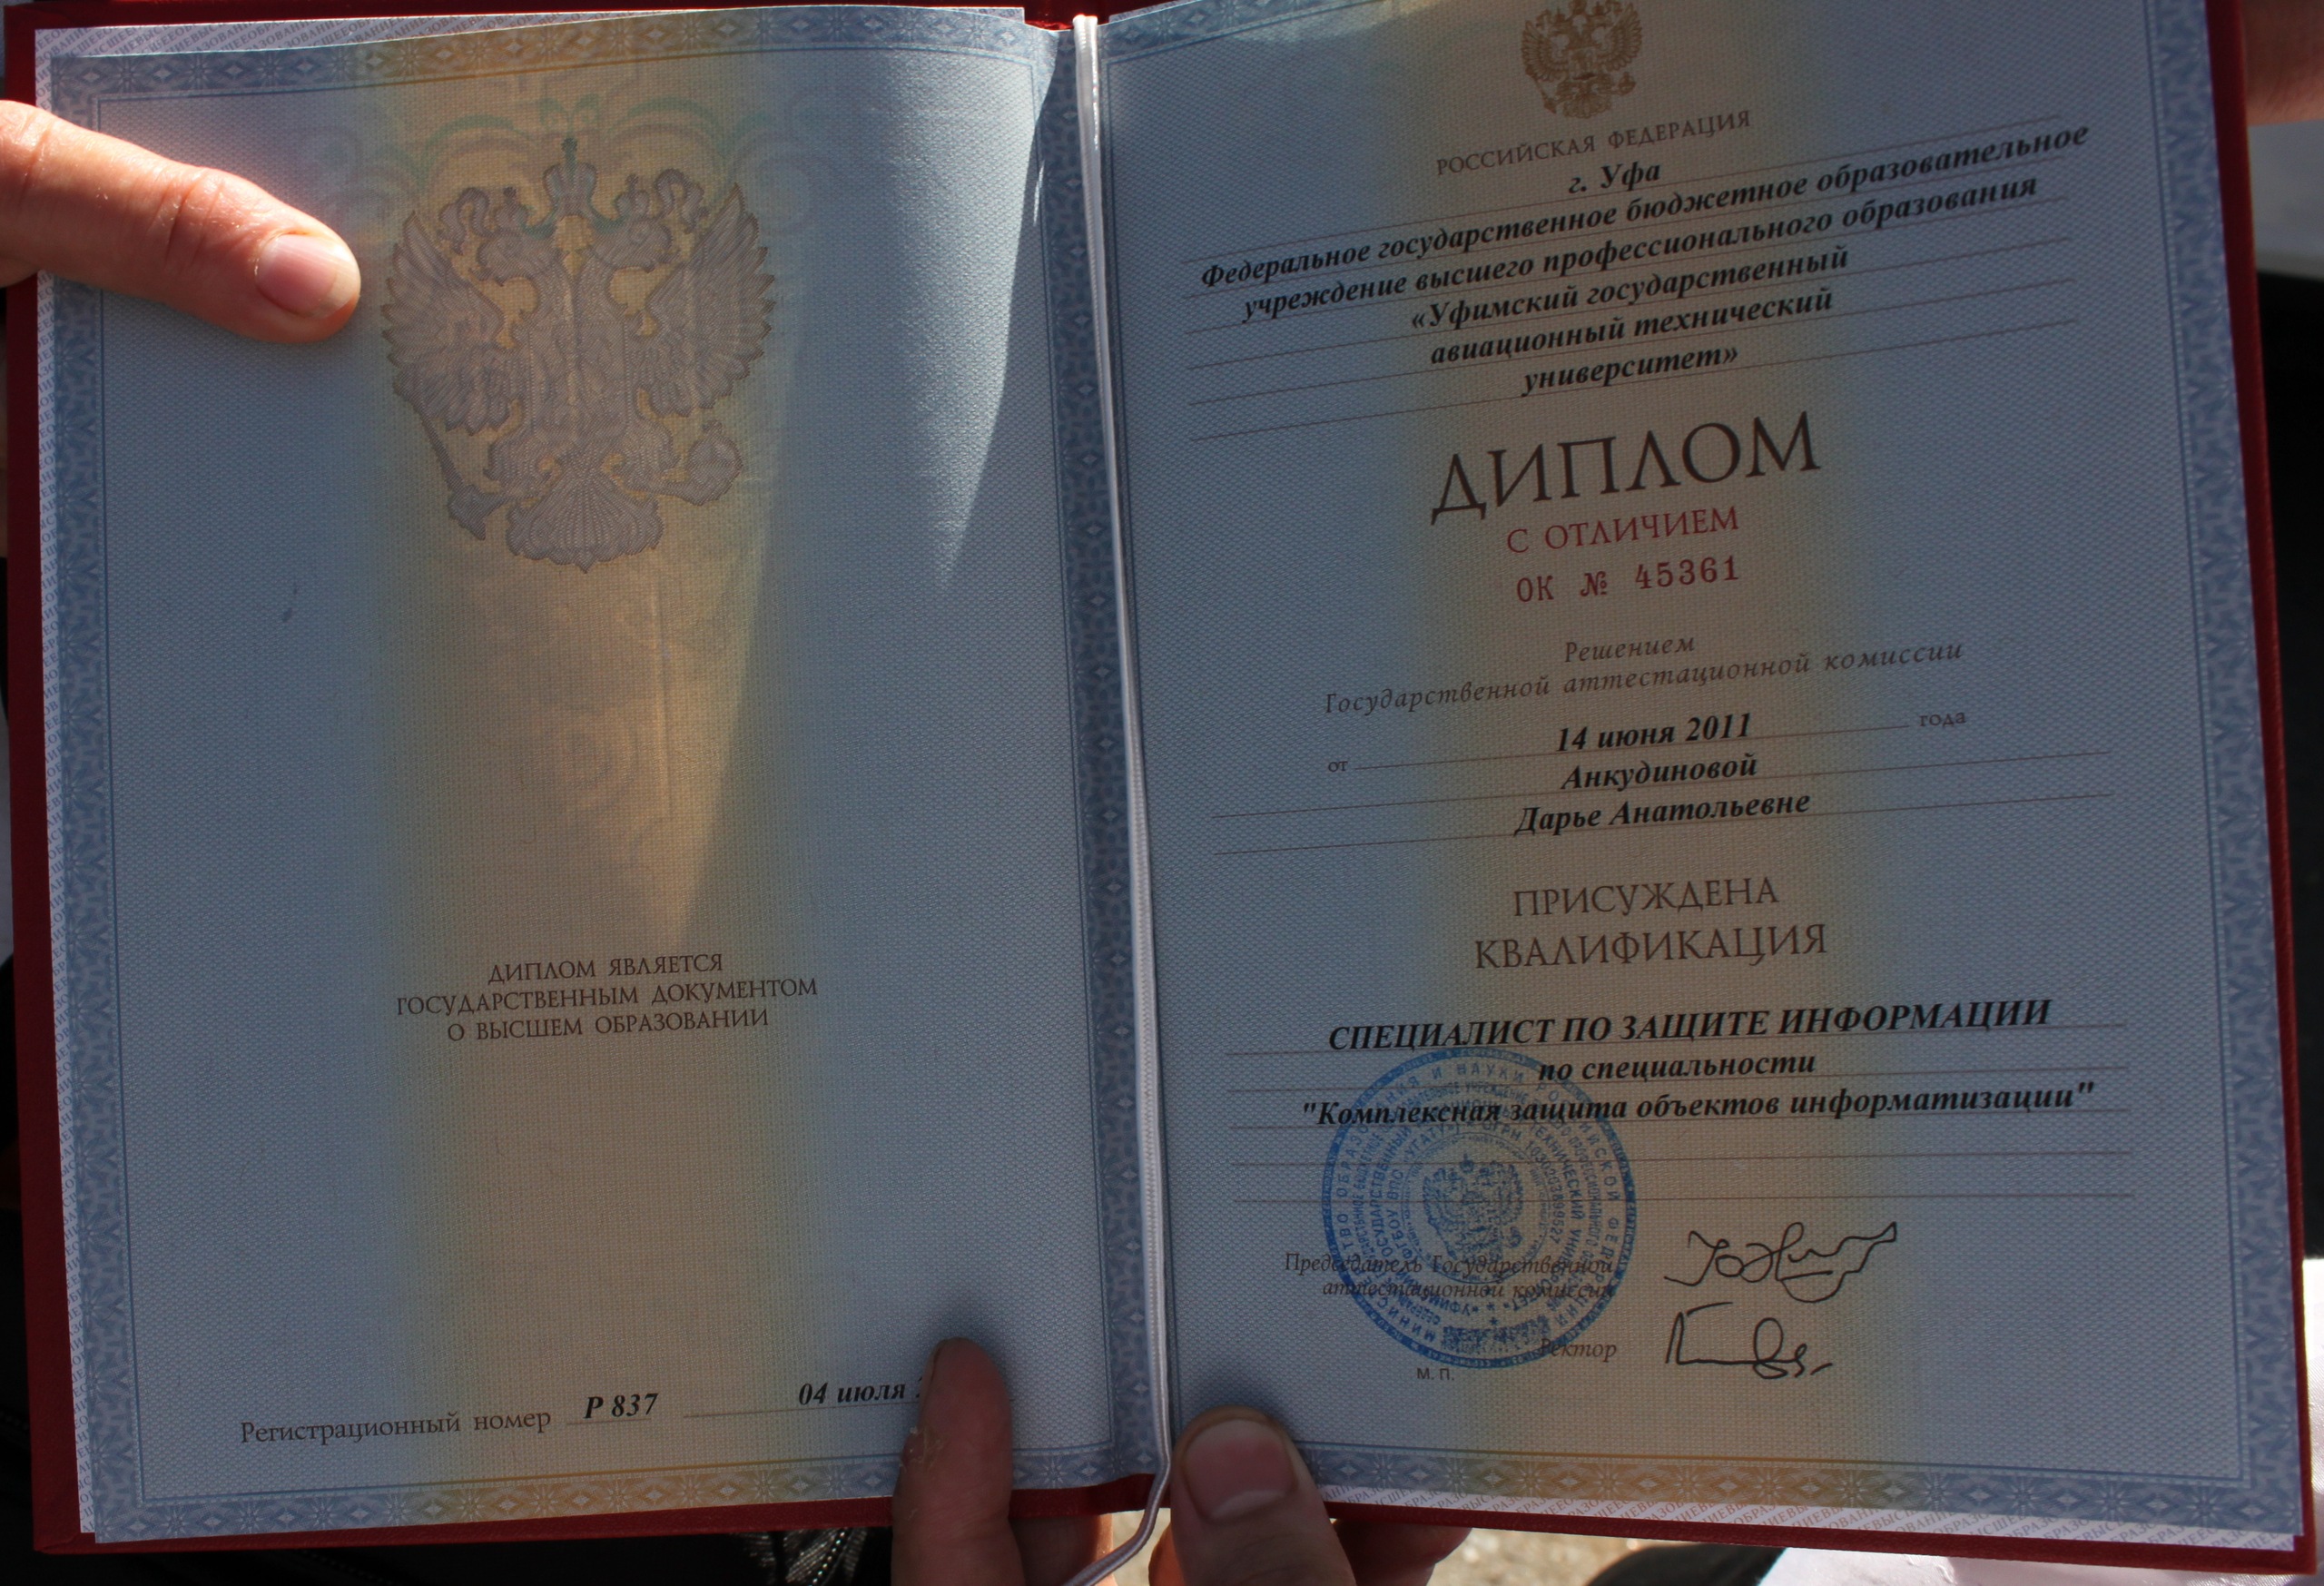 ДИПЛОМ ЯВЛЯЕТСЯ
ГОСУДАРСТВЕННЫМ ДОКУМЕНТОМ
О ВЫСШЕМ ОБРАЗОВАНИИ
Регистрационный номер Р 837 04 июля
РОССИЙСКАЯ ФЕДЕРАЦИЯ
г. Уфа
Федеральное государственное бюджетное образовательное
учреждение высшего профессионального образования
«Уфимский государственный
авиационный технический
университет»
ДИПЛОМ
С ОТЛИЧИЕМ
ОК № 45361
Решением
Государственной аттестационной комиссии
от 14 июня 2011 года
Анкудиновой
Дарье Анатольевне
ПРИСУЖДЕНА
КВАЛИФИКАЦИЯ
СПЕЦИАЛИСТ ПО ЗАЩИТЕ ИНФОРМАЦИИ
по специальности
"Комплексная защита объектов информатизации"
Председатель Государственной
аттестационной комиссии
Ректор
М. П.